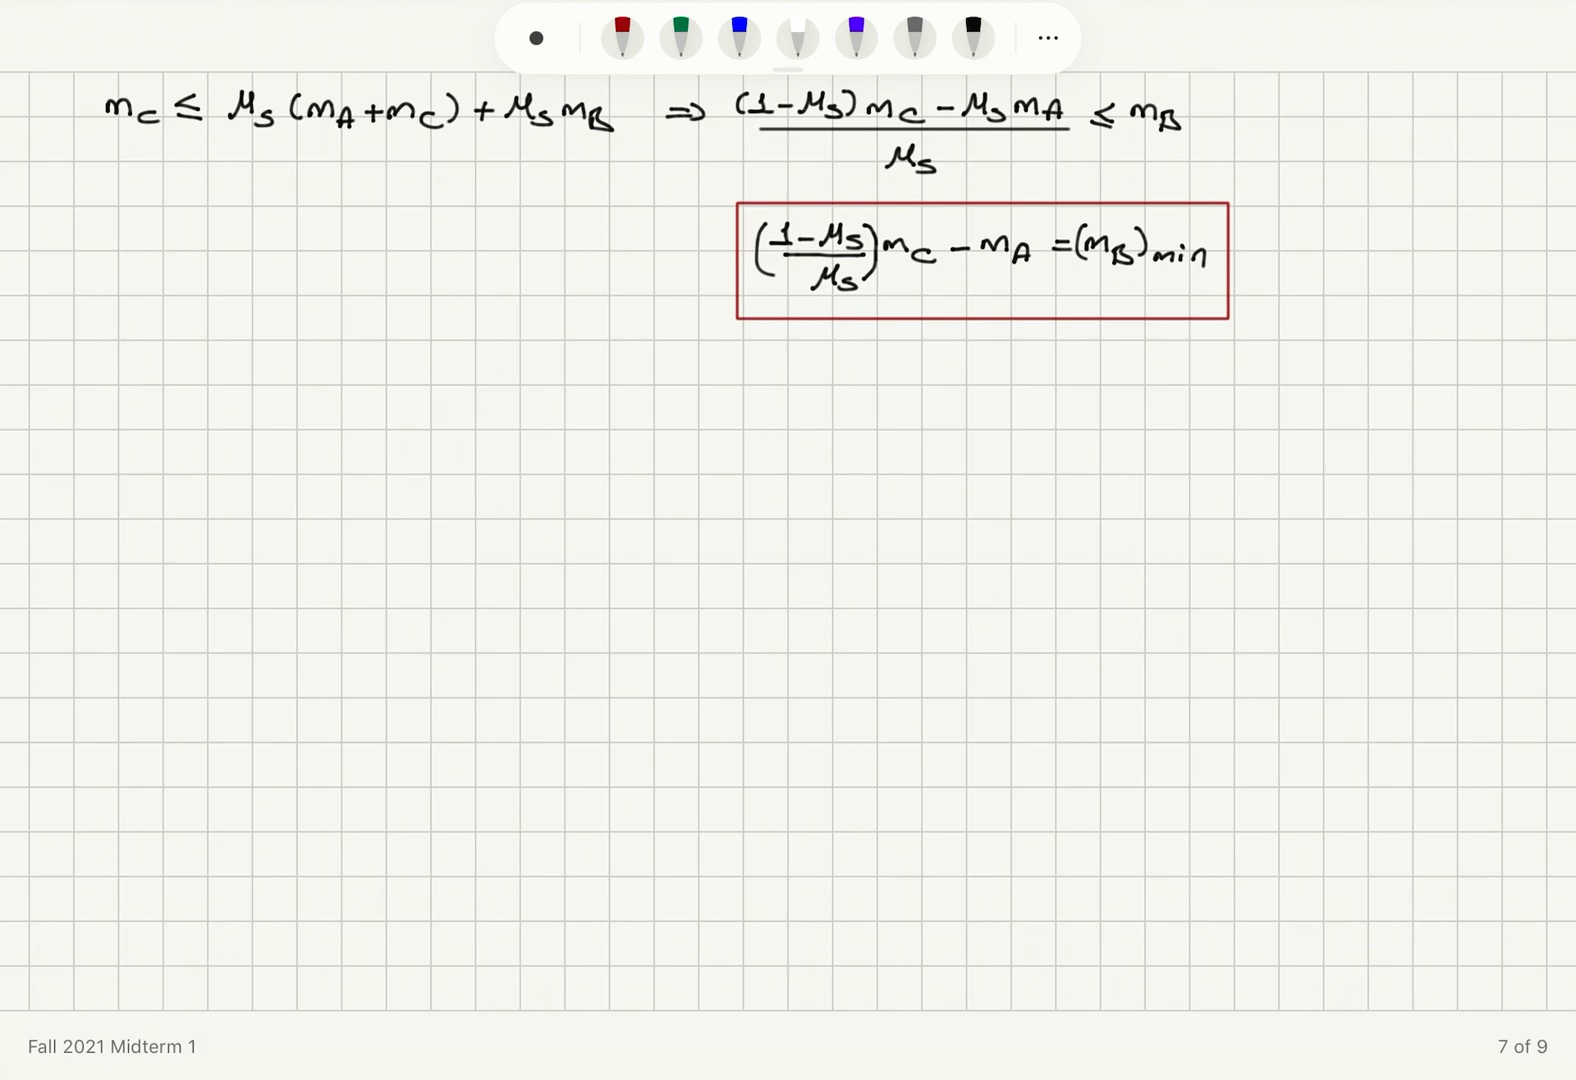 m_C ≤ μ_S (m_A + m_C) + μ_S m_B ⇒ ((1 - μ_S) m_C - μ_S m_A) / μ_S ≤ m_B
((1 - μ_S) / μ_S) m_C - m_A = (m_B)_min
Fall 2021 Midterm 1
7 of 9